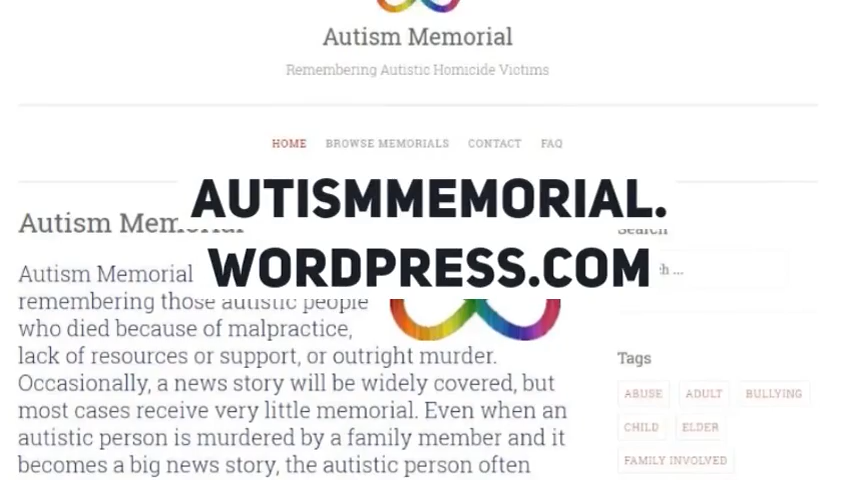 Autism Memorial
Remembering Autistic Homicide Victims
HOME BROWSE MEMORIALS CONTACT FAQ
AUTISMMEMORIAL.
WORDPRESS.COM
Autism Memorial
Search
Autism Memorial
remembering those autistic people
who died because of malpractice,
lack of resources or support, or outright murder.
Occasionally, a news story will be widely covered, but
most cases receive very little memorial. Even when an
autistic person is murdered by a family member and it
becomes a big news story, the autistic person often
Tags
ABUSE ADULT BULLYING
CHILD ELDER
FAMILY INVOLVED